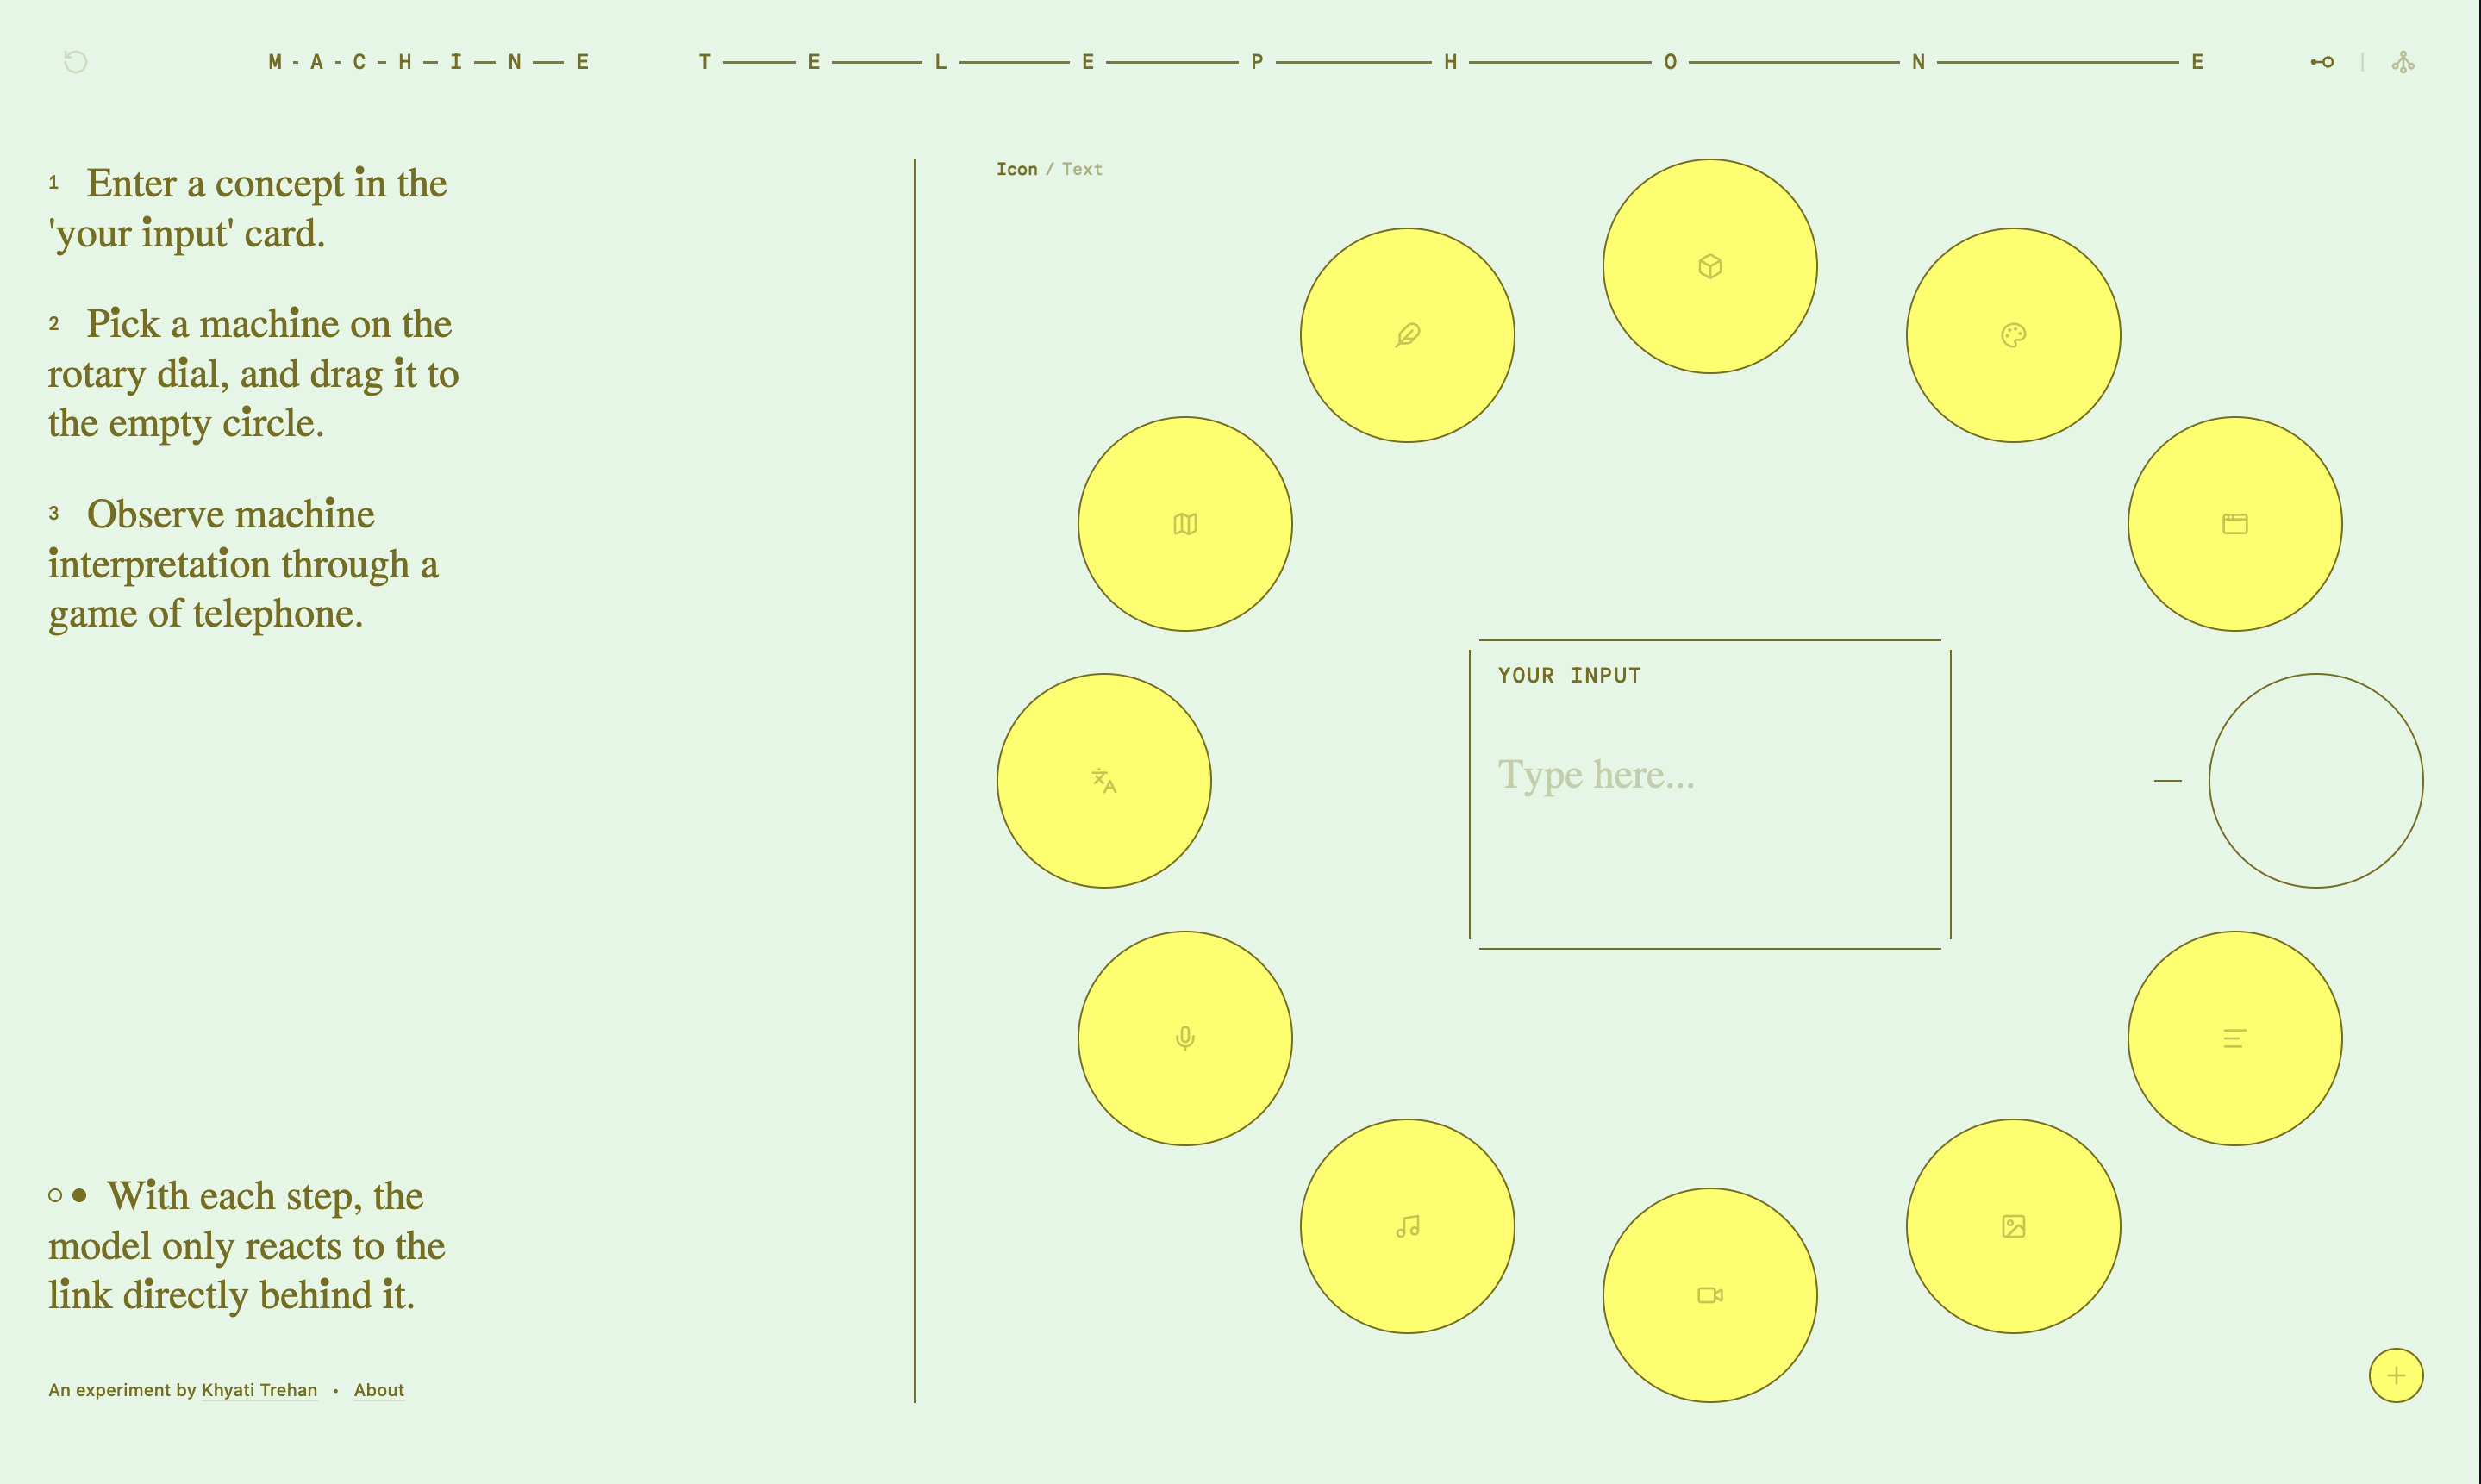 MACHINE TELEPHONE
1 Enter a concept in the
'your input' card.
2 Pick a machine on the
rotary dial, and drag it to
the empty circle.
3 Observe machine
interpretation through a
game of telephone.
With each step, the
model only reacts to the
link directly behind it.
An experiment by Khyati Trehan • About
Icon / Text
YOUR INPUT
Type here...